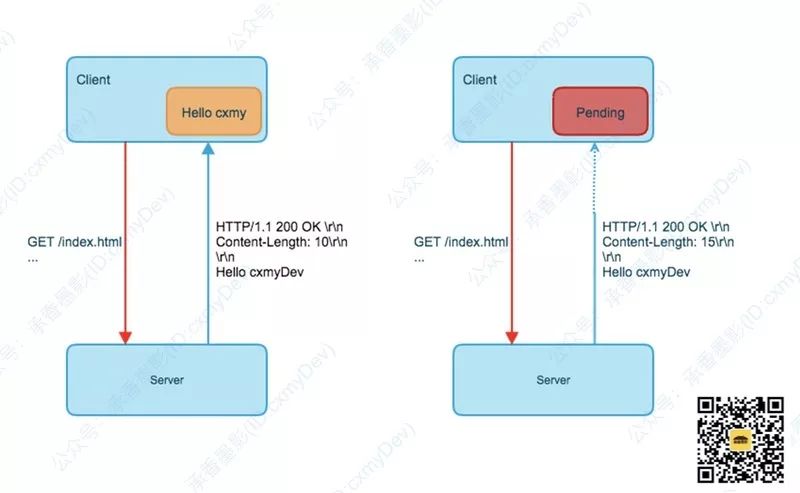 Client
Hello cxmy
GET /index.html
...
HTTP/1.1 200 OK \r\n
Content-Length: 10\r\n
\r\n
Hello cxmyDev
Server
Client
Pending
GET /index.html
...
HTTP/1.1 200 OK \r\n
Content-Length: 15\r\n
\r\n
Hello cxmyDev
Server
公众号：承香墨影(ID:cxmyDev)